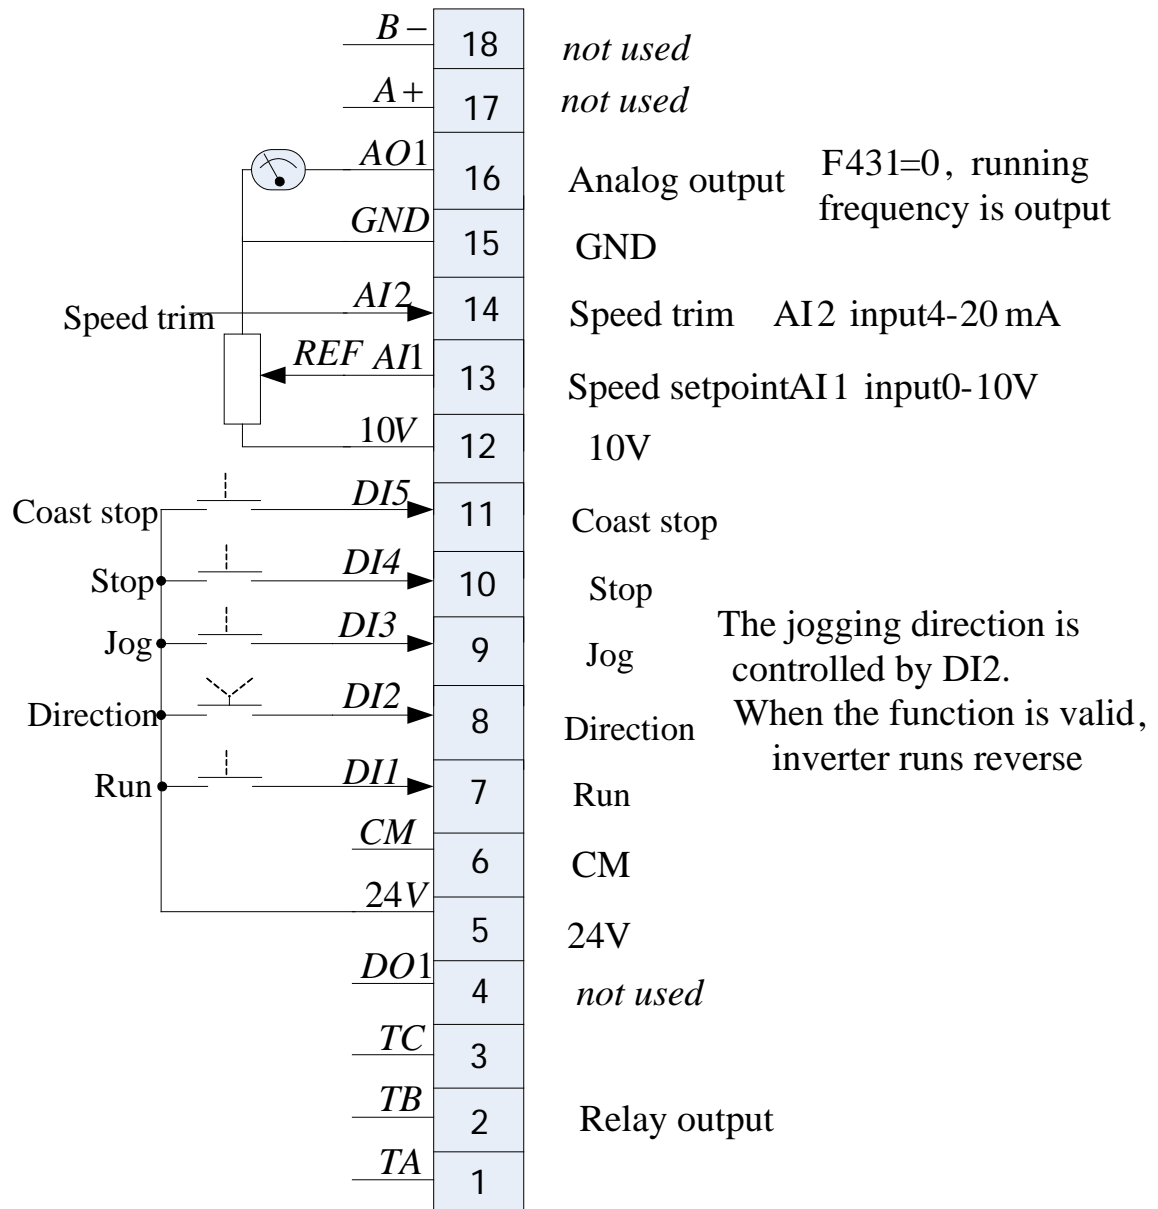 B− 18 not used
A+ 17 not used
AO1 16 Analog output F431=0, running
frequency is output
GND 15 GND
Speed trim AI2 14 Speed trim AI2 input4-20 mA
REF AI1 13 Speed setpointAI1 input0-10V
10V 12 10V
Coast stop DI5 11 Coast stop
Stop DI4 10 Stop
Jog DI3 9 Jog
The jogging direction is
controlled by DI2.
Direction DI2 8 Direction
When the function is valid,
inverter runs reverse
Run DI1 7 Run
CM 6 CM
24V 5 24V
DO1 4 not used
TC 3
TB 2 Relay output
TA 1